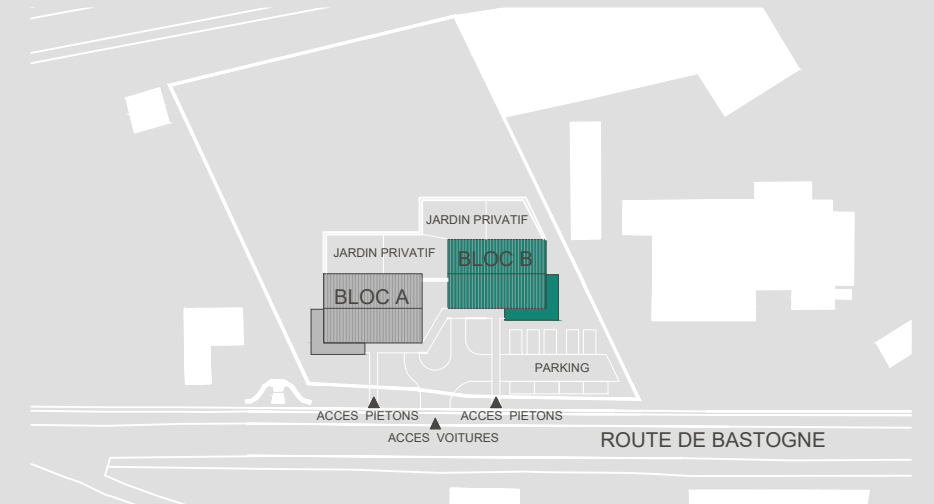 JARDIN PRIVATIF
JARDIN PRIVATIF
BLOC B
BLOC A
PARKING
ACCES PIETONS
ACCES PIETONS
ACCES VOITURES
ROUTE DE BASTOGNE